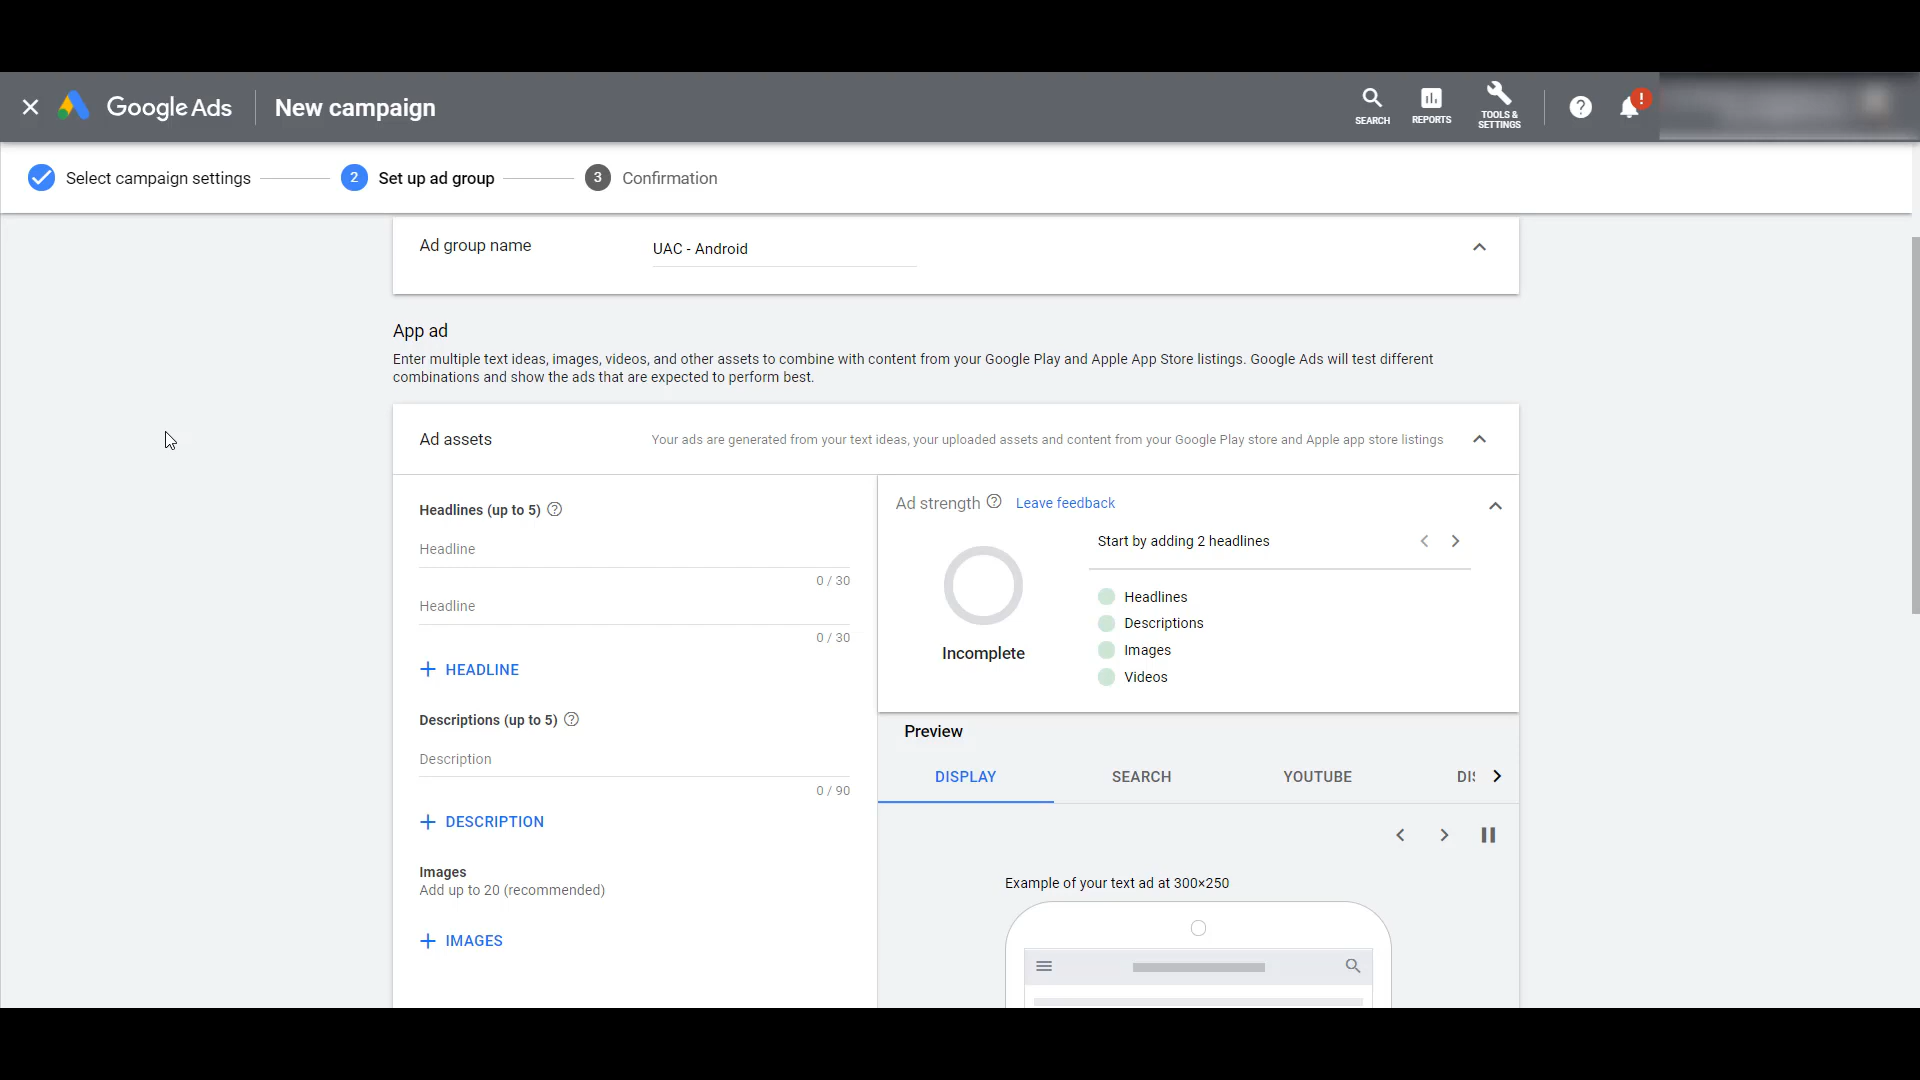 Google Ads
New campaign
SEARCH
REPORTS
TOOLS &
SETTINGS
?
!
Select campaign settings
2
Set up ad group
3
Confirmation
Ad group name
UAC - Android
App ad
Enter multiple text ideas, images, videos, and other assets to combine with content from your Google Play and Apple App Store listings. Google Ads will test different
combinations and show the ads that are expected to perform best.
Ad assets
Your ads are generated from your text ideas, your uploaded assets and content from your Google Play store and Apple app store listings
Headlines (up to 5) ?
Headline
0 / 30
Headline
0 / 30
+ HEADLINE
Descriptions (up to 5) ?
Description
0 / 90
+ DESCRIPTION
Images
Add up to 20 (recommended)
+ IMAGES
Ad strength ? Leave feedback
Incomplete
Start by adding 2 headlines
Headlines
Descriptions
Images
Videos
Preview
DISPLAY
SEARCH
YOUTUBE
Example of your text ad at 300×250